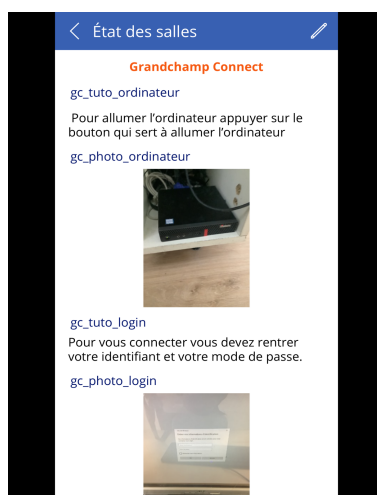 État des salles
Grandchamp Connect
gc_tuto_ordinateur
Pour allumer l'ordinateur appuyer sur le
bouton qui sert à allumer l'ordinateur
gc_photo_ordinateur
gc_tuto_login
Pour vous connecter vous devez rentrer
votre identifiant et votre mode de passe.
gc_photo_login